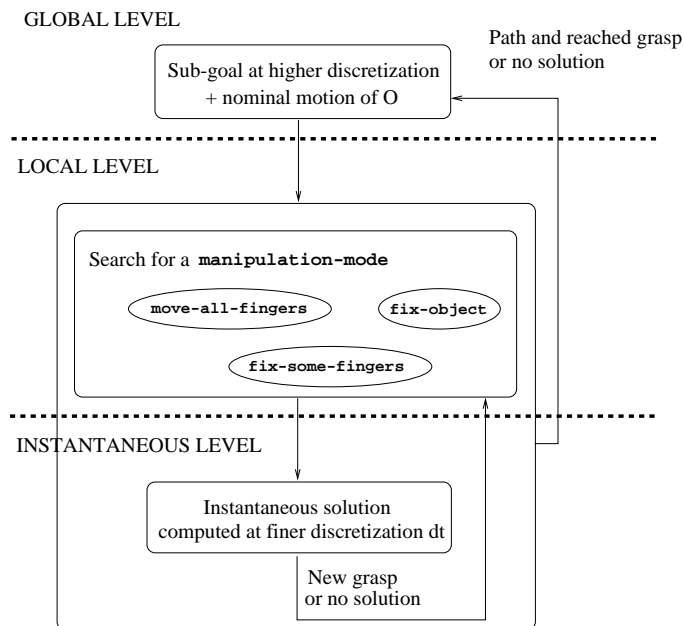 GLOBAL LEVEL
Path and reached grasp
or no solution
Sub-goal at higher discretization
+ nominal motion of O
LOCAL LEVEL
Search for a manipulation-mode
move-all-fingers
fix-object
fix-some-fingers
INSTANTANEOUS LEVEL
Instantaneous solution
computed at finer discretization dt
New grasp
or no solution